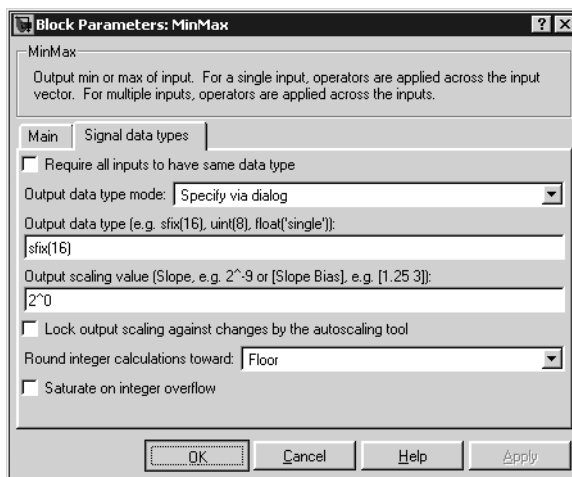 Block Parameters: MinMax
MinMax
Output min or max of input. For a single input, operators are applied across the input
vector. For multiple inputs, operators are applied across the inputs.
Main Signal data types
Require all inputs to have same data type
Output data type mode: Specify via dialog
Output data type (e.g. sfix(16), uint(8), float('single')):
sfix(16)
Output scaling value (Slope, e.g. 2^-9 or [Slope Bias], e.g. [1.25 3]):
2^0
Lock output scaling against changes by the autoscaling tool
Round integer calculations toward: Floor
Saturate on integer overflow
OK Cancel Help Apply